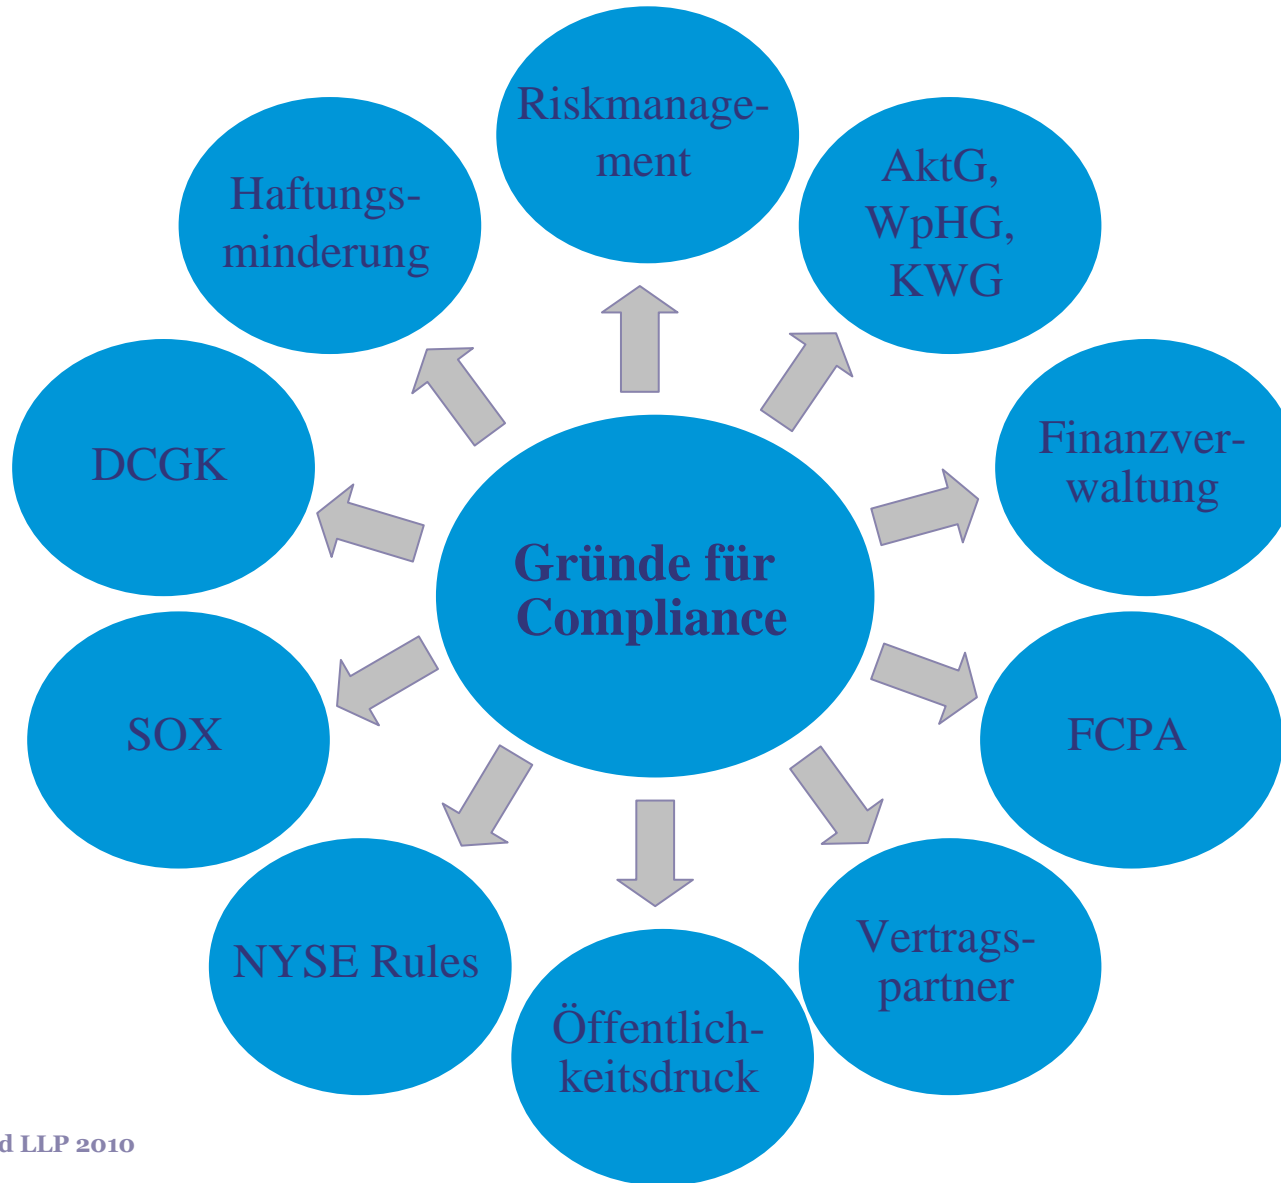 Riskmanage-
ment
AktG,
WpHG,
KWG
Haftungs-
minderung
Finanzver-
waltung
DCGK
Gründe für
Compliance
SOX
FCPA
NYSE Rules
Vertrags-
partner
Öffentlich-
keitsdruck
d LLP 2010